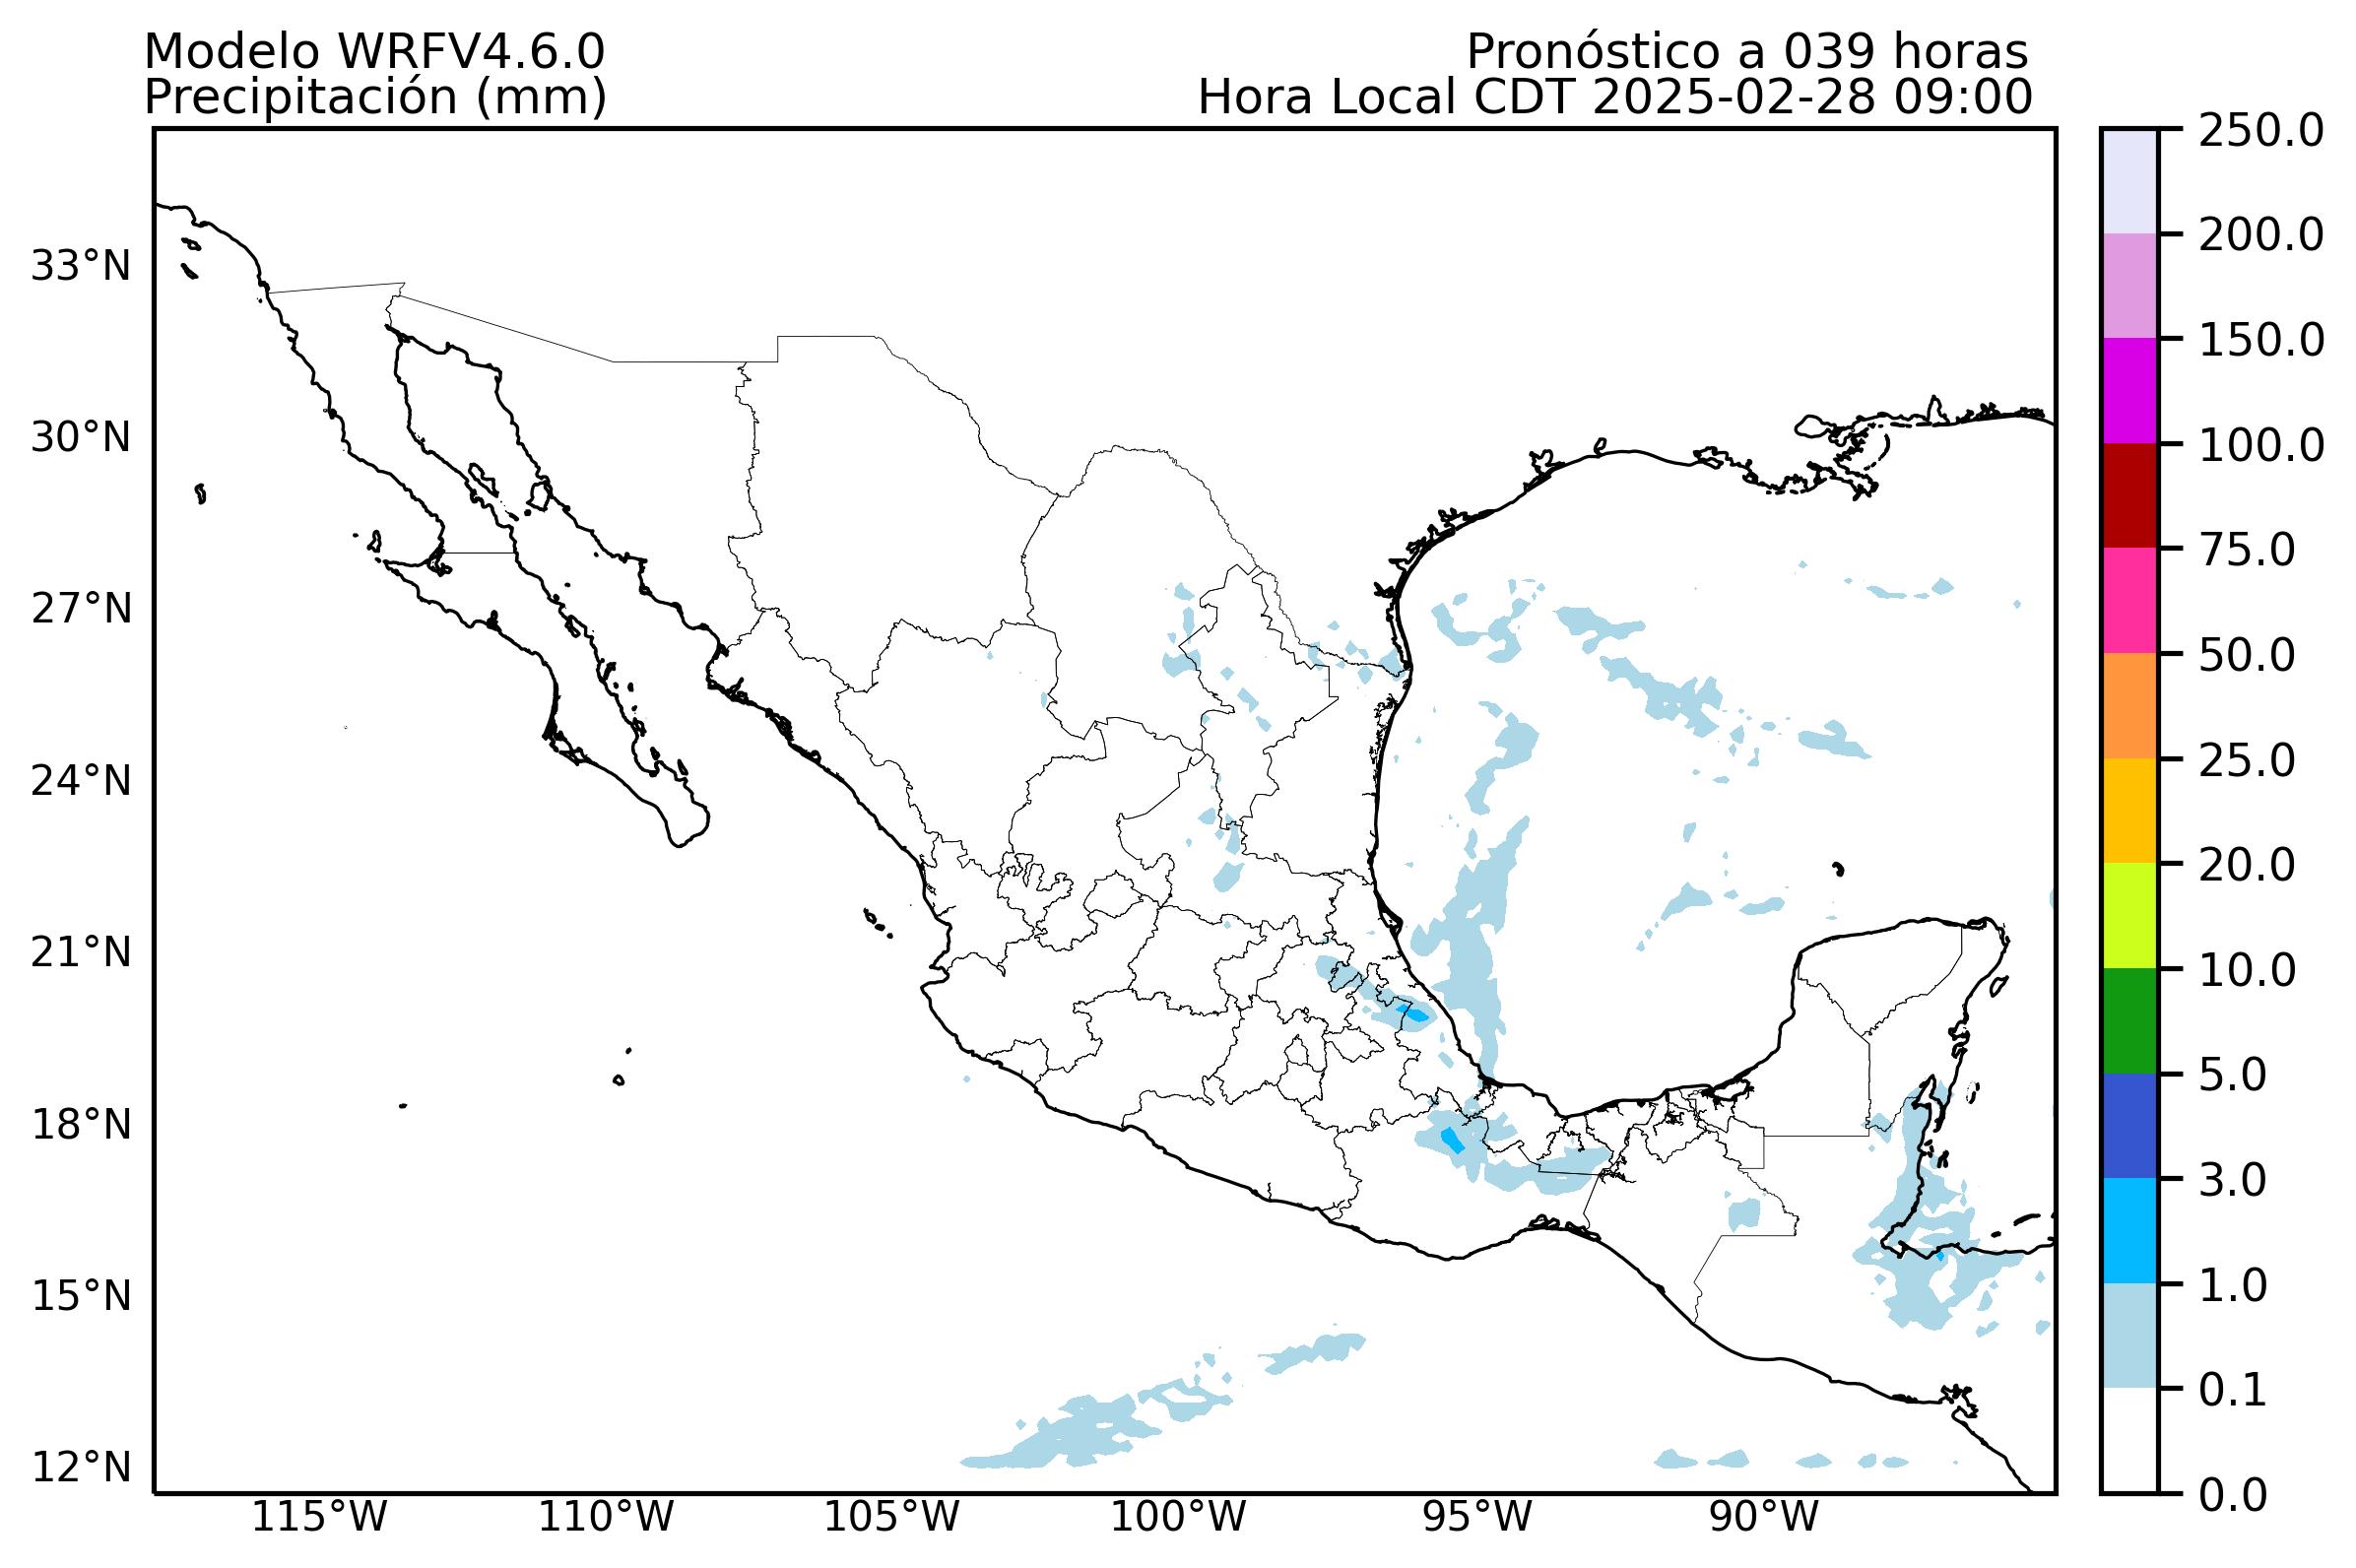 Modelo WRFV4.6.0
Precipitación (mm)
Pronóstico a 039 horas
Hora Local CDT 2025-02-28 09:00
33°N
30°N
27°N
24°N
21°N
18°N
15°N
12°N
115°W
110°W
105°W
100°W
95°W
90°W
250.0
200.0
150.0
100.0
75.0
50.0
25.0
20.0
10.0
5.0
3.0
1.0
0.1
0.0